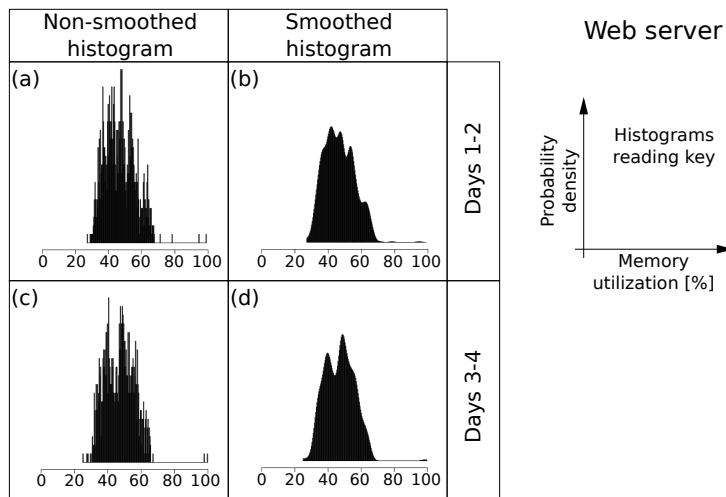 Non-smoothed
histogram
Smoothed
histogram
Web server
(a)
(b)
0 20 40 60 80 100
0 20 40 60 80 100
Days 1-2
Probability
density
Histograms
reading key
Memory
utilization [%]
(c)
(d)
0 20 40 60 80 100
0 20 40 60 80 100
Days 3-4